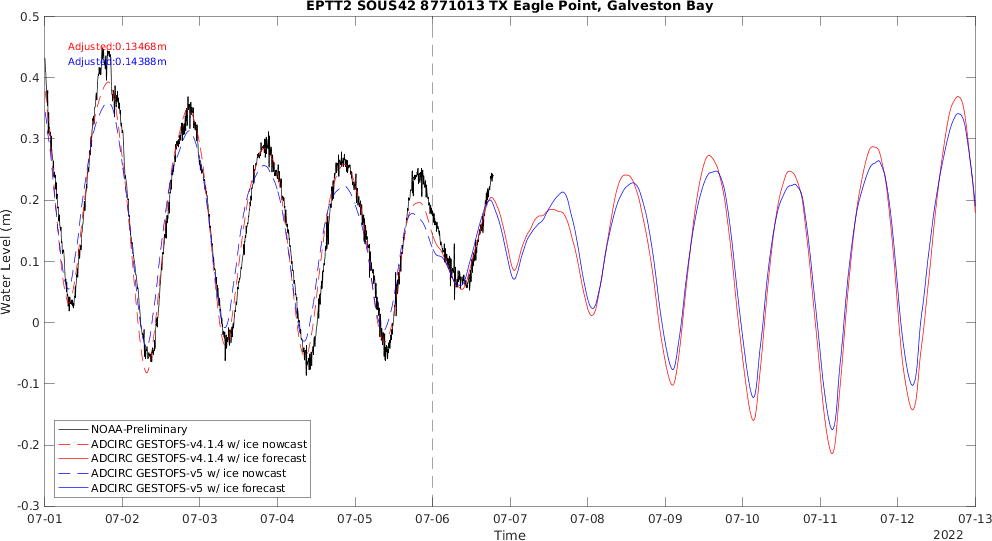 EPTT2 SOUS42 8771013 TX Eagle Point, Galveston Bay
Adjusted:0.13468m
Adjusted:0.14388m
Water Level (m)
0.5
0.4
0.3
0.2
0.1
0
-0.1
-0.2
-0.3
NOAA-Preliminary
ADCIRC GESTOFS-v4.1.4 w/ ice nowcast
ADCIRC GESTOFS-v4.1.4 w/ ice forecast
ADCIRC GESTOFS-v5 w/ ice nowcast
ADCIRC GESTOFS-v5 w/ ice forecast
07-01 07-02 07-03 07-04 07-05 07-06 07-07 07-08 07-09 07-10 07-11 07-12 07-13
Time
2022